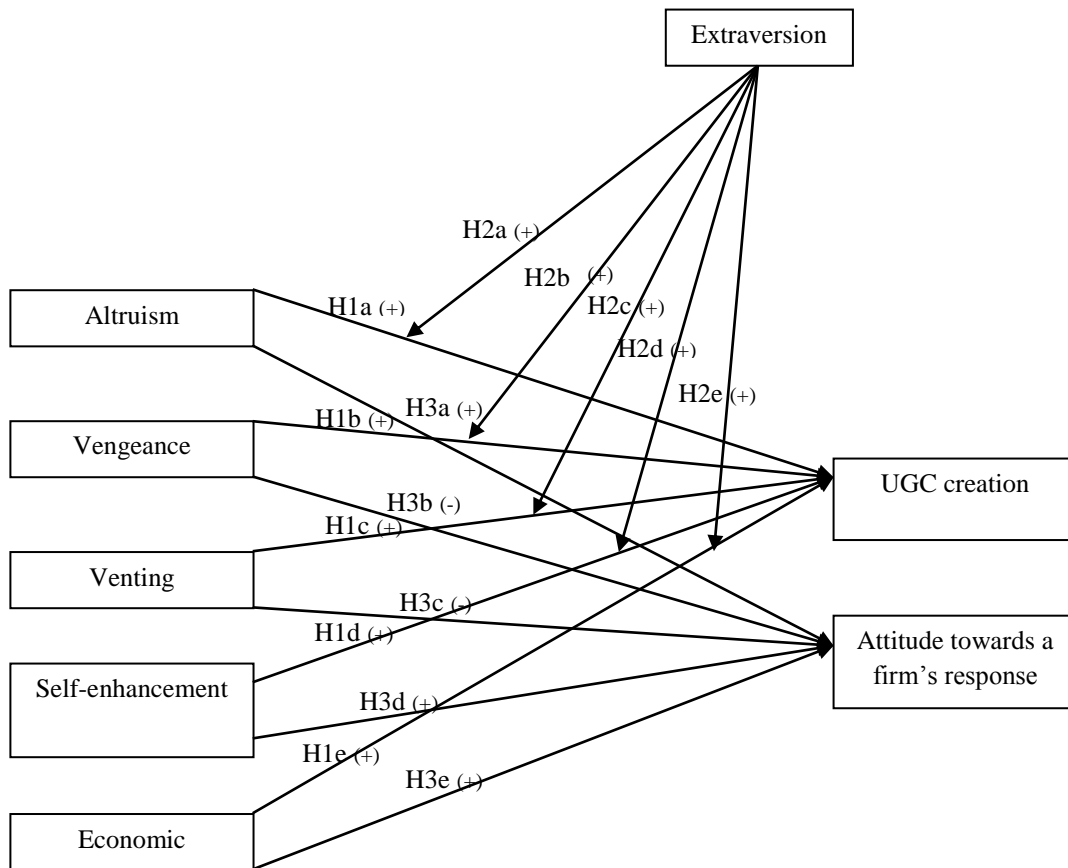 Extraversion
H2a (+)
H2b (+)
H2c (+)
H1a (+)
Altruism
H2d (+)
H2e (+)
H3a (+)
H1b (+)
Vengeance
UGC creation
H3b (-)
H1c (+)
Venting
H3c (-)
H1d (+)
Attitude towards a
firm's response
Self-enhancement
H3d (+)
H1e (+)
H3e (+)
Economic